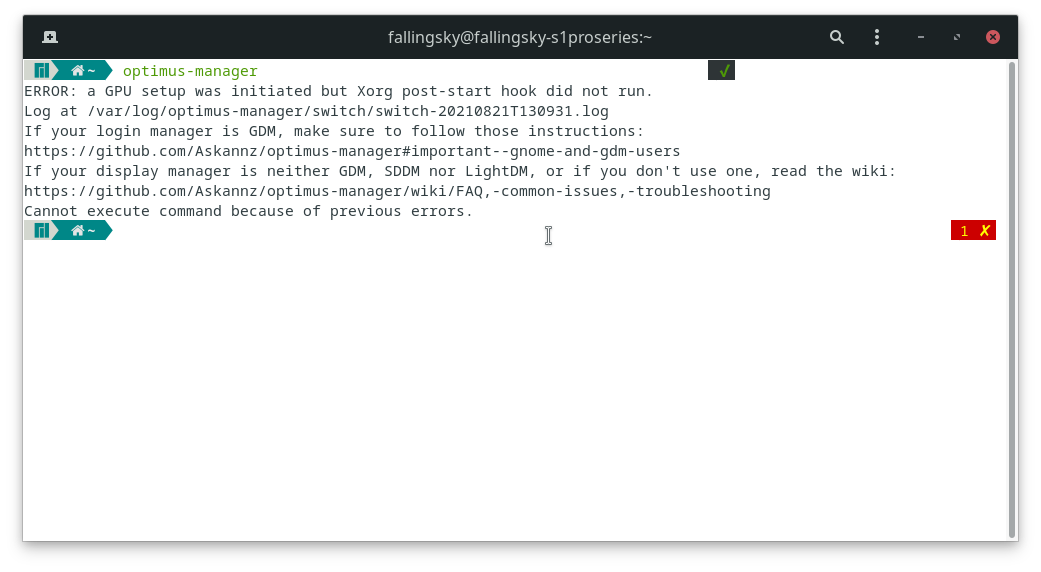 fallingsky@fallingsky-s1proseries:~
~ optimus-manager ✓
ERROR: a GPU setup was initiated but Xorg post-start hook did not run.
Log at /var/log/optimus-manager/switch/switch-20210821T130931.log
If your login manager is GDM, make sure to follow those instructions:
https://github.com/Askannz/optimus-manager#important--gnome-and-gdm-users
If your display manager is neither GDM, SDDM nor LightDM, or if you don't use one, read the wiki:
https://github.com/Askannz/optimus-manager/wiki/FAQ,-common-issues,-troubleshooting
Cannot execute command because of previous errors.
~ 1 ✗